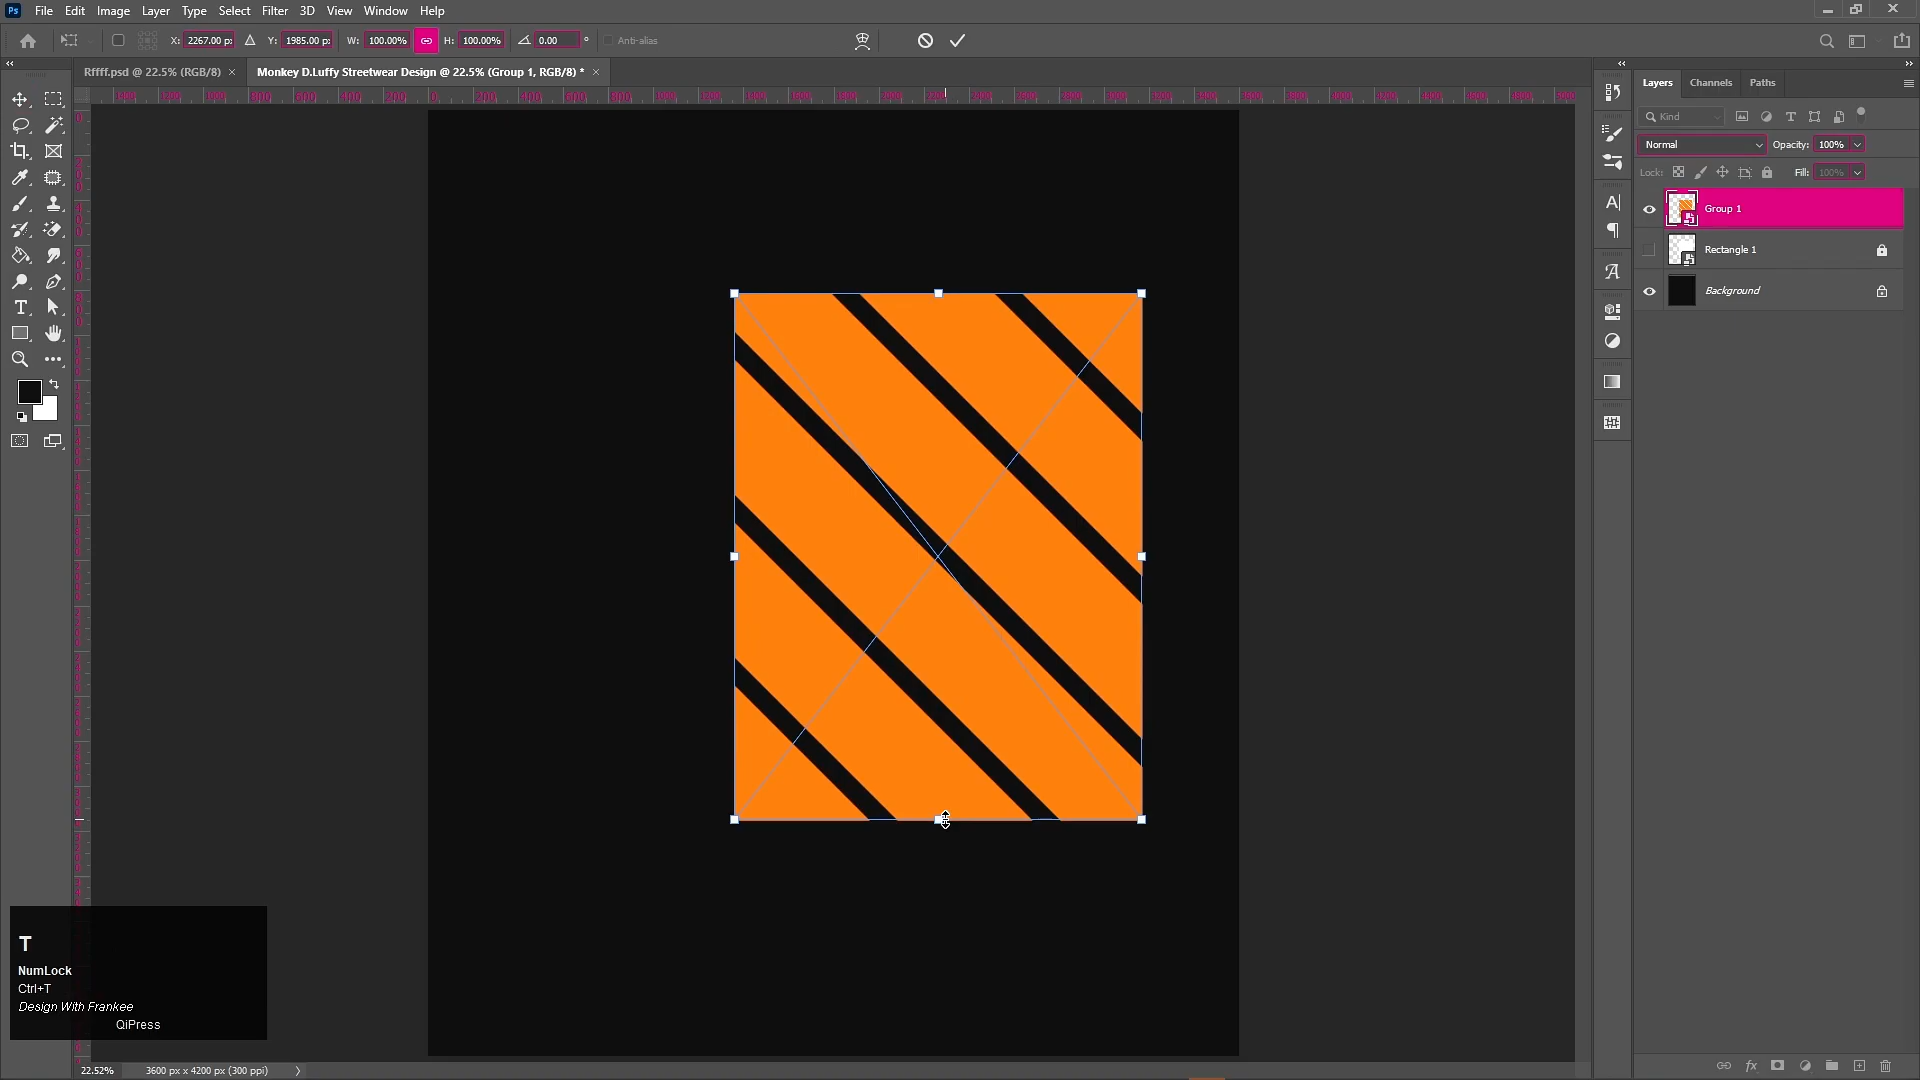 Ps File Edit Image Layer Type Select Filter 3D View Window Help
X: 2267.00 px Y: 1985.00 px W: 100.00% H: 100.00% 0.00 ° Anti-alias
Rffff.psd @ 22.5% (RGB/8) × Monkey D.Luffy Streetwear Design @ 22.5% (Group 1, RGB/8) * ×
Layers Channels Paths
Kind
Normal Opacity: 100%
Lock: Fill: 100%
Group 1
Rectangle 1
Background
T
NumLock
Ctrl+T
Design With Frankee
QiPress
22.52% 3600 px x 4200 px (300 ppi)